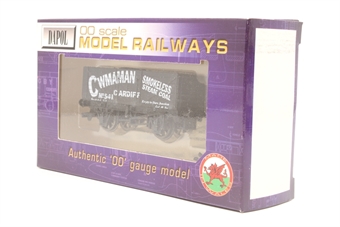 DAPOL
OO scale
MODEL RAILWAYS
CWMAMAN
SMOKELESS
STEAM COAL
CARDIFF
Authentic 'OO' gauge model